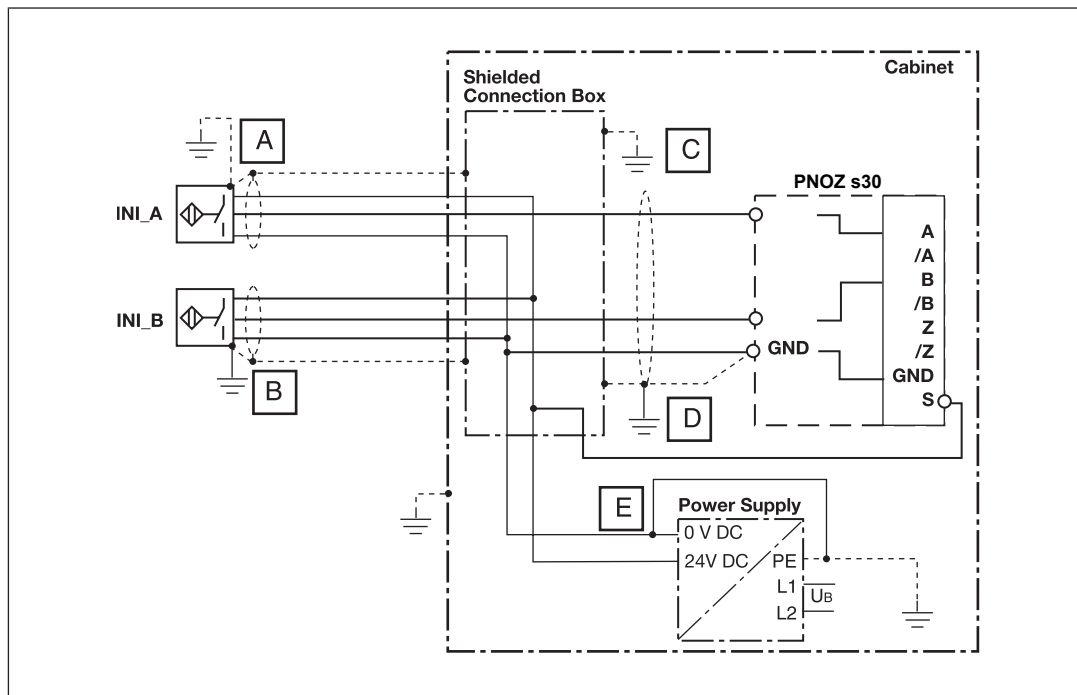 Cabinet
Shielded
Connection Box
A
C
PNOZ s30
INI_A
A
/A
B
/B
INI_B
Z
/Z
GND
GND
B
S
D
E
Power Supply
0 V DC
24V DC
PE
L1
UB
L2